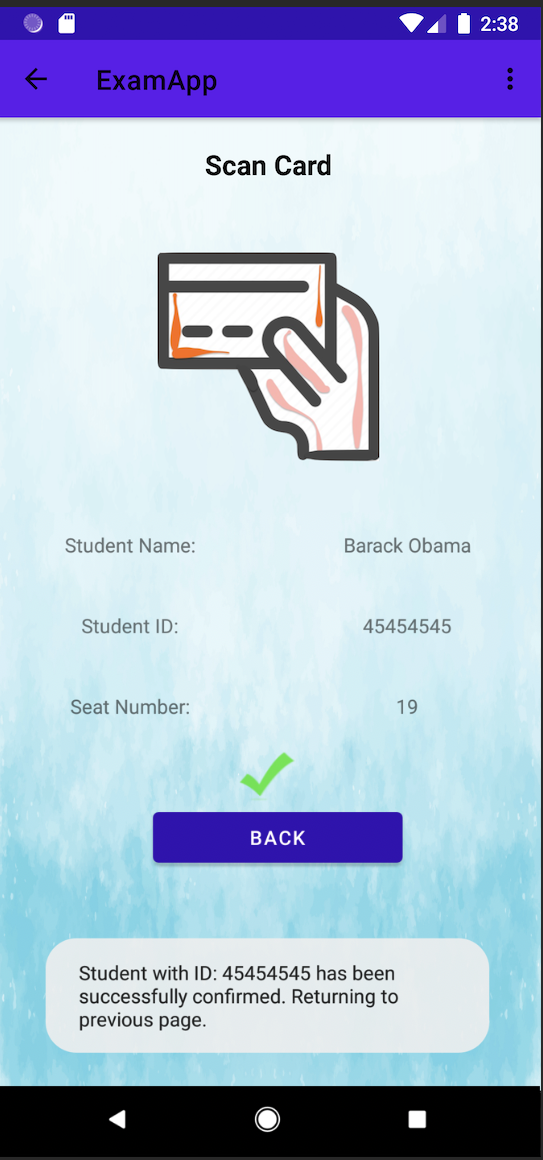 2:38
ExamApp
Scan Card
Student Name: Barack Obama
Student ID: 45454545
Seat Number: 19
BACK
Student with ID: 45454545 has been
successfully confirmed. Returning to
previous page.